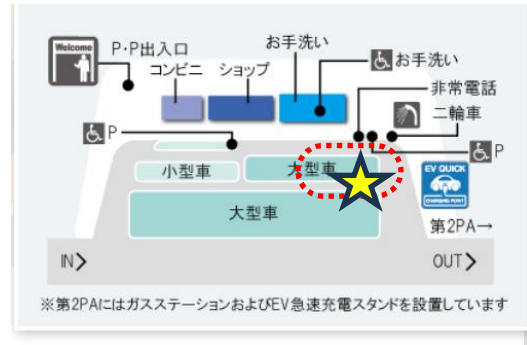 Welcome
P・P出入口
お手洗い
コンビニ ショップ
お手洗い
非常電話
二輪車
P
P
小型車
大型車
EV QUICK
CHARGING POINT
大型車
第2PA→
IN>
OUT>
※第2PAにはガスステーションおよびEV急速充電スタンドを設置しています